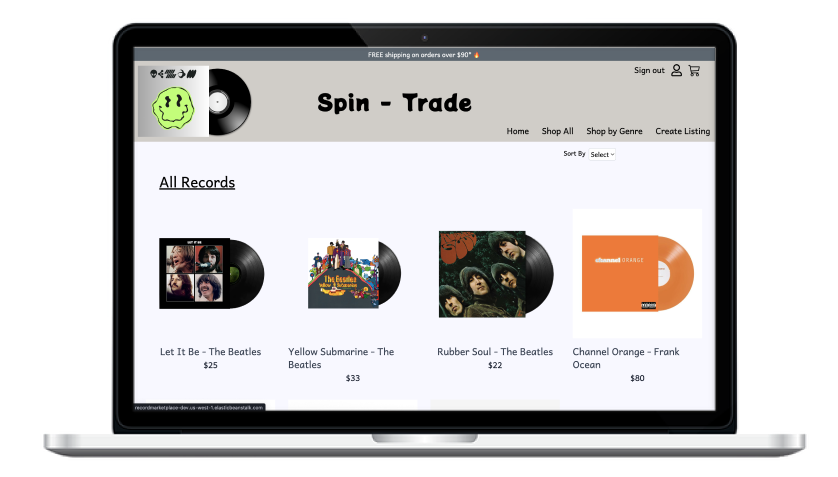 FREE shipping on orders over $90* 🔥
Sign out
Spin - Trade
Home Shop All Shop by Genre Create Listing
Sort By Select
All Records
LET IT BE
The Beatles
Yellow Submarine
channel ORANGE
Let It Be - The Beatles
$25
Yellow Submarine - The
Beatles
$33
Rubber Soul - The Beatles
$22
Channel Orange - Frank
Ocean
$80
recordmarketplace-dev.us-west-1.elasticbeanstalk.com